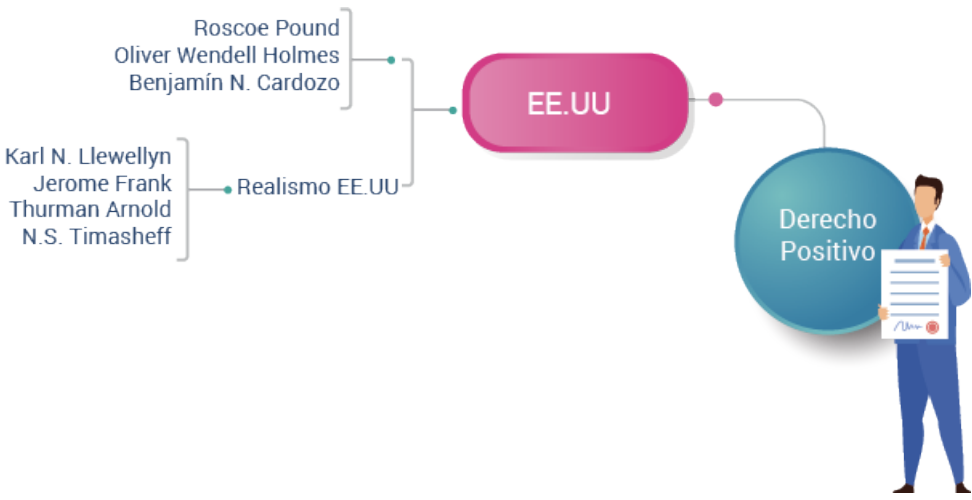 Roscoe Pound
Oliver Wendell Holmes
Benjamín N. Cardozo
EE.UU
Karl N. Llewellyn
Jerome Frank
Thurman Arnold
N.S. Timasheff
Realismo EE.UU
Derecho
Positivo